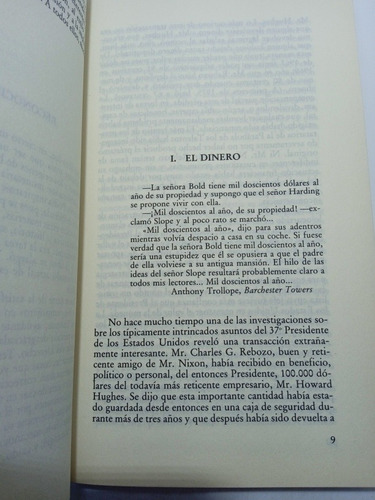 I. EL DINERO
—La señora Bold tiene mil doscientos dólares al
año de su propiedad y supongo que el señor Harding
se propone vivir con ella.
—¡Mil doscientos al año, de su propiedad! —ex-
clamó Slope y al poco rato se marchó...
«Mil doscientos al año», dijo para sus adentros
mientras volvía despacio a casa en su coche. Si fuese
verdad que la señora Bold tiene mil doscientos al año,
sería una estupidez que él se opusiera a que el padre
de ella volviese a su antigua mansión. El hilo de las
ideas del señor Slope resultará probablemente claro a
todos mis lectores... Mil doscientos al año...
Anthony Trollope, Barchester Towers
No hace mucho tiempo una de las investigaciones so-
bre los típicamente intrincados asuntos del 37º Presidente
de los Estados Unidos reveló una transacción extraña-
mente interesante. Mr. Charles G. Rebozo, buen y reti-
cente amigo de Mr. Nixon, había recibido en beneficio,
político o personal, del entonces Presidente, 100.000 dó-
lares del todavía más reticente empresario, Mr. Howard
Hughes. Se dijo que esta importante cantidad había esta-
do guardada desde entonces en una caja de seguridad du-
rante más de tres años y que después había sido devuelta a
9